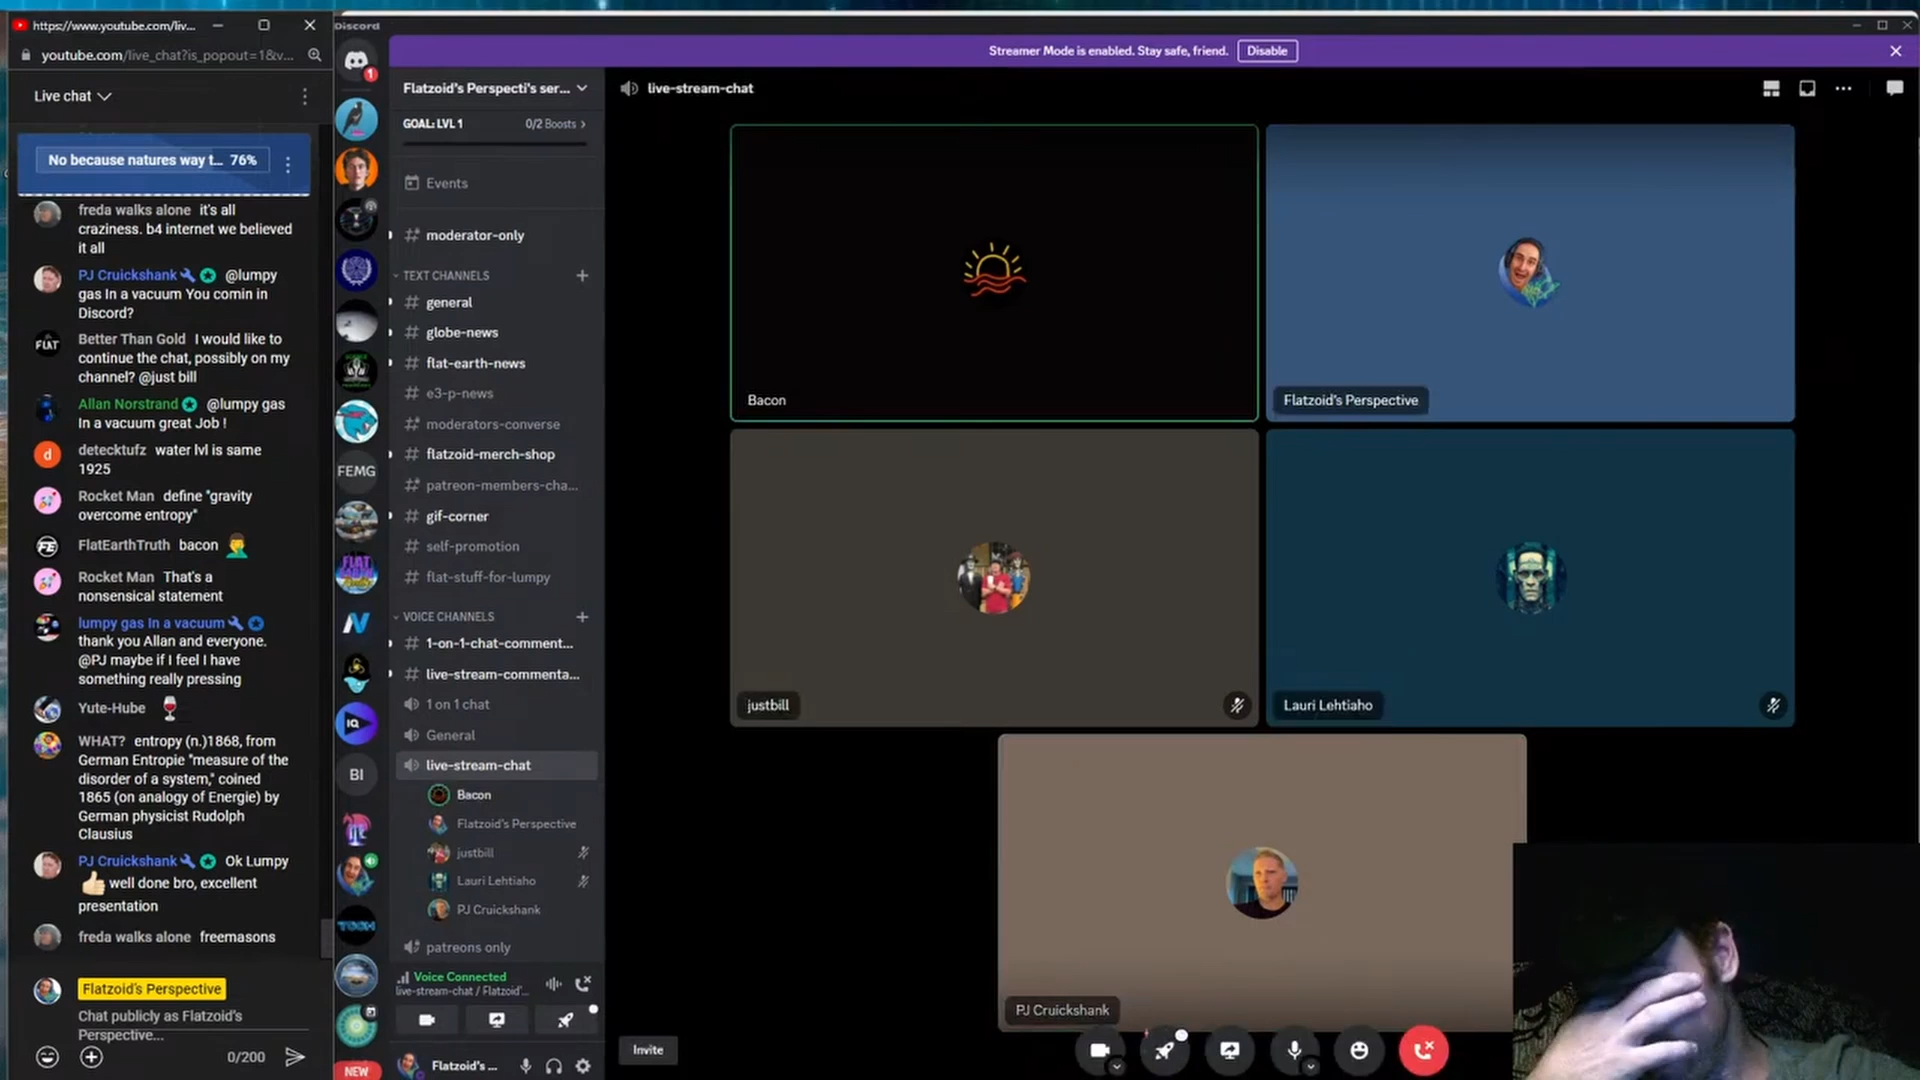 https://www.youtube.com/liv...
youtube.com/live_chat?is_popout=1&v...
Live chat
No because natures way t... 76%
freda walks alone it's all
craziness. b4 internet we believed
it all
PJ Cruickshank @lumpy
gas In a vacuum You comin in
Discord?
FLAT
Better Than Gold I would like to
continue the chat, possibly on my
channel? @just bill
Allan Norstrand @lumpy gas
In a vacuum great Job !
d
detecktufz water lvl is same
1925
Rocket Man define "gravity
overcome entropy"
FE
FlatEarthTruth bacon
Rocket Man That's a
nonsensical statement
lumpy gas In a vacuum
thank you Allan and everyone.
@PJ maybe if I feel I have
something really pressing
Yute-Hube
WHAT? entropy (n.)1868, from
German Entropie "measure of the
disorder of a system," coined
1865 (on analogy of Energie) by
German physicist Rudolph
Clausius
PJ Cruickshank Ok Lumpy
well done bro, excellent
presentation
freda walks alone freemasons
Flatzoid's Perspective
Chat publicly as Flatzoid's
Perspective...
0/200
Discord
1
FEMG
IQ
BI
NEW
Streamer Mode is enabled. Stay safe, friend.
Disable
Flatzoid's Perspecti's ser...
GOAL: LVL 1
0/2 Boosts >
Events
moderator-only
TEXT CHANNELS
general
globe-news
flat-earth-news
e3-p-news
moderators-converse
flatzoid-merch-shop
patreon-members-cha...
gif-corner
self-promotion
flat-stuff-for-lumpy
VOICE CHANNELS
1-on-1-chat-comment...
live-stream-commenta...
1 on 1 chat
General
live-stream-chat
Bacon
Flatzoid's Perspective
justbill
Lauri Lehtiaho
PJ Cruickshank
patreons only
Voice Connected
live-stream-chat / Flatzoid'...
Flatzoid's ...
live-stream-chat
Bacon
Flatzoid's Perspective
justbill
Lauri Lehtiaho
PJ Cruickshank
Invite